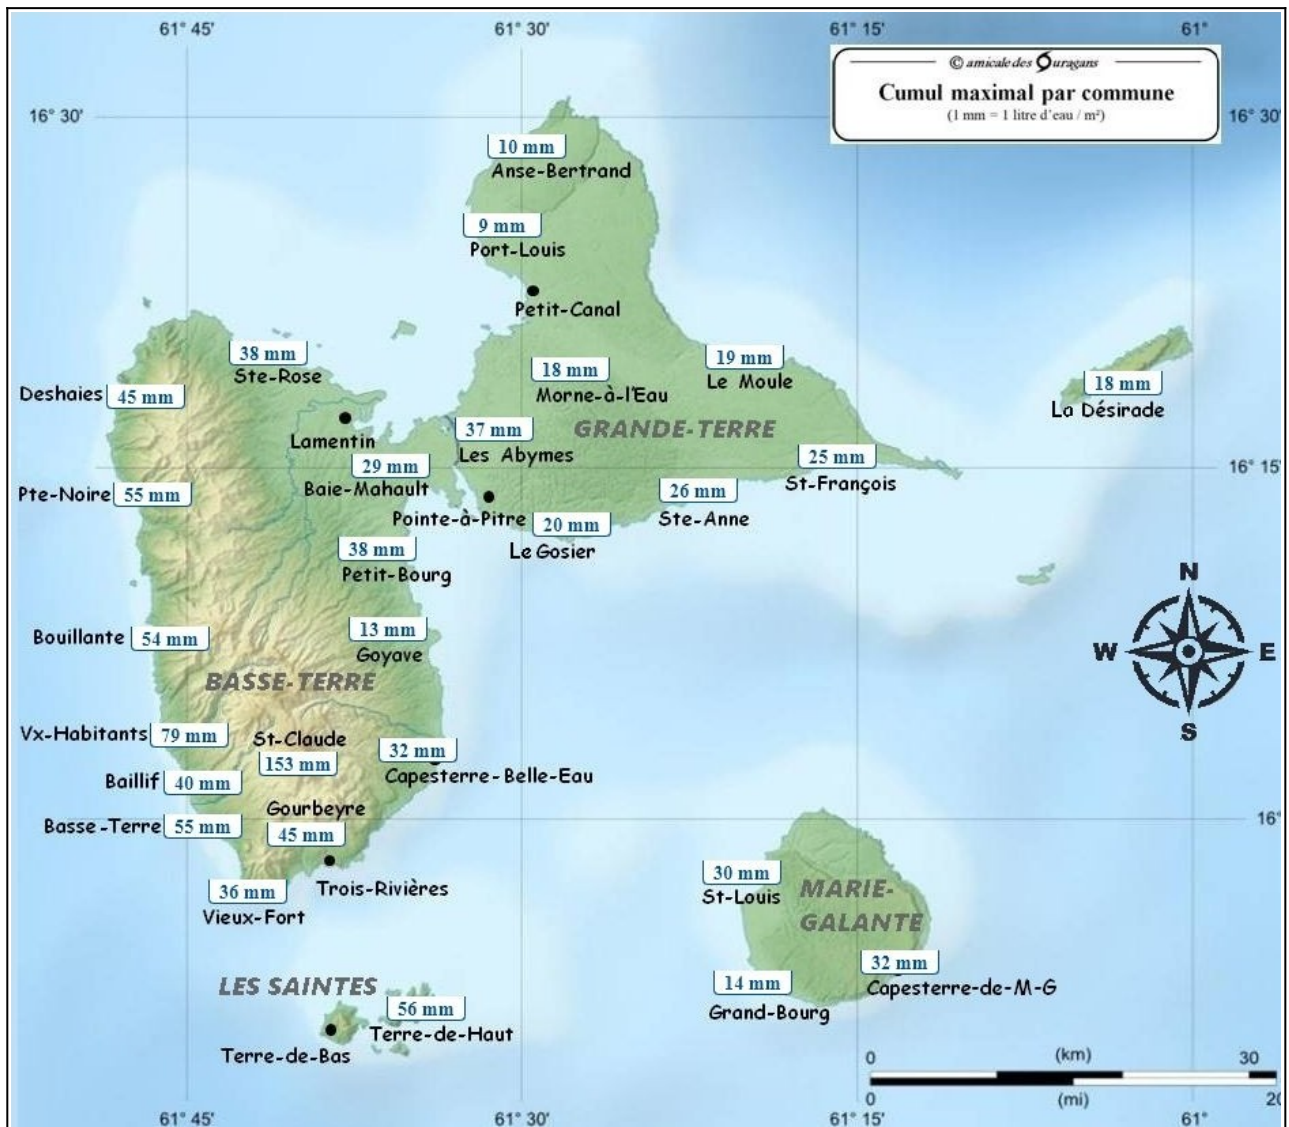 61° 45'
61° 30'
61° 15'
61°
© amicale des Ouragans
Cumul maximal par commune
(1 mm = 1 litre d'eau / m²)
16° 30'
16° 30'
10 mm
Anse-Bertrand
9 mm
Port-Louis
Petit-Canal
38 mm
Ste-Rose
19 mm
Le Moule
18 mm
Morne-à-l'Eau
Deshaies
45 mm
18 mm
La Désirade
Lamentin
37 mm
Les Abymes
GRANDE-TERRE
29 mm
Baie-Mahault
25 mm
St-François
16° 15'
Pte-Noire
55 mm
Pointe-à-Pitre
26 mm
Ste-Anne
20 mm
Le Gosier
38 mm
Petit-Bourg
N
W
E
S
Bouillante
54 mm
13 mm
Goyave
BASSE-TERRE
Vx-Habitants
79 mm
St-Claude
153 mm
32 mm
Capesterre-Belle-Eau
Baillif
40 mm
Gourbeyre
45 mm
Basse-Terre
55 mm
16°
Trois-Rivières
36 mm
Vieux-Fort
30 mm
St-Louis
MARIE-
GALANTE
32 mm
Capesterre-de-M-G
14 mm
Grand-Bourg
LES SAINTES
56 mm
Terre-de-Haut
Terre-de-Bas
0
(km)
30
0
(mi)
20
61° 45'
61° 30'
61° 15'
61°